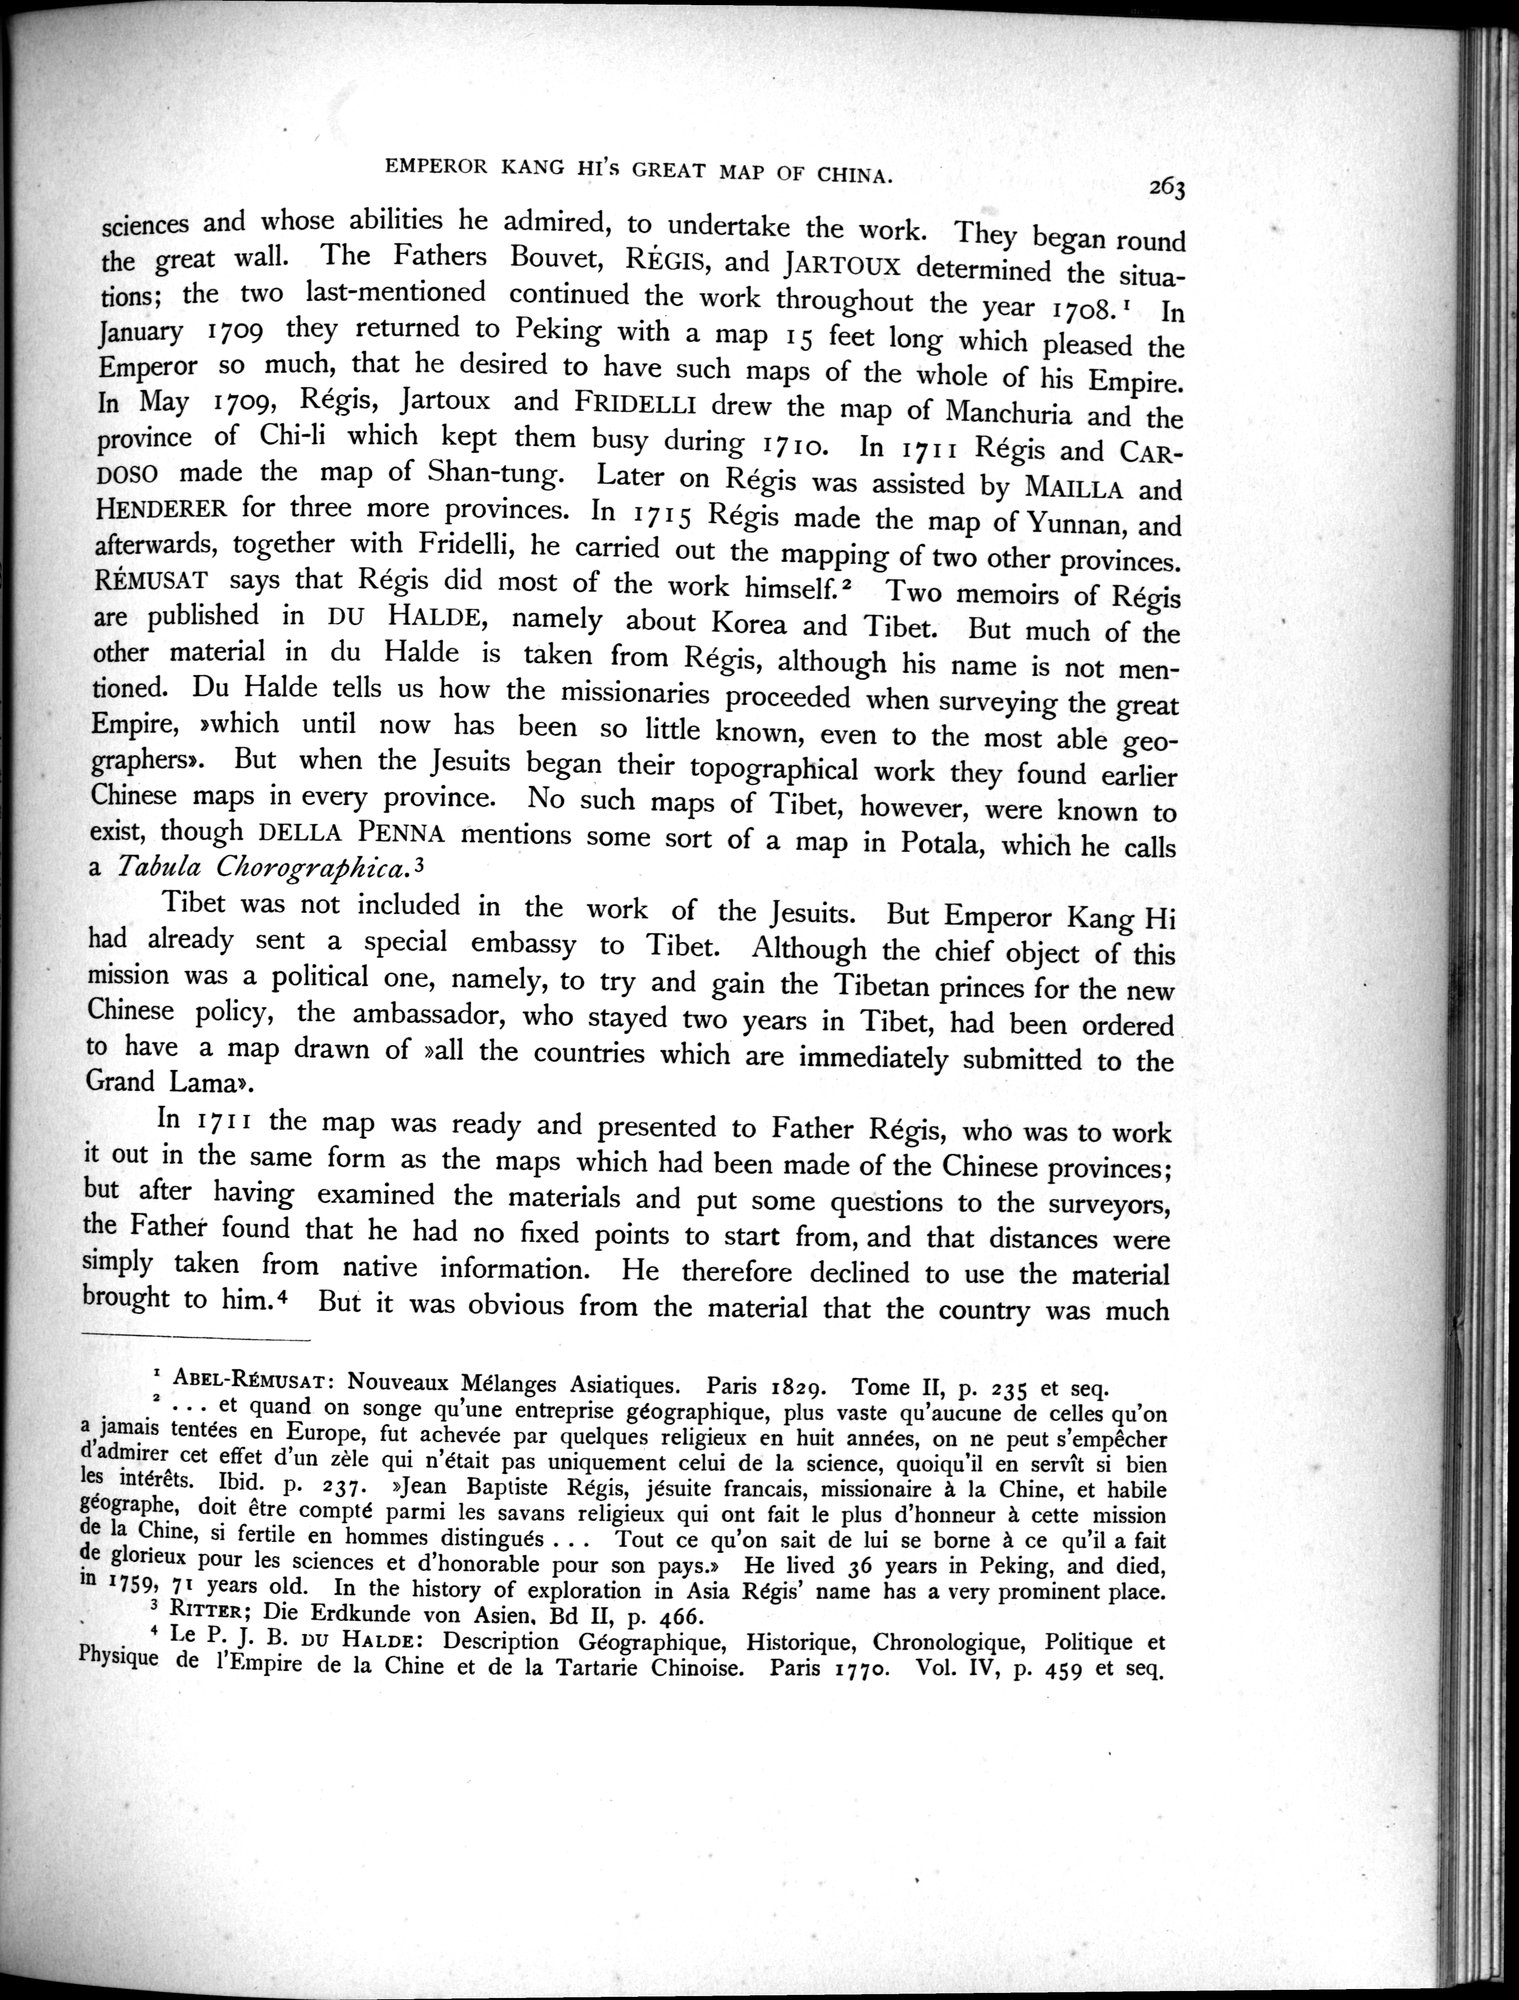 EMPEROR KANG HI'S GREAT MAP OF CHINA. 263
sciences and whose abilities he admired, to undertake the work. They began round
the great wall. The Fathers Bouvet, RÉGIS, and JARTOUX determined the situa-
tions; the two last-mentioned continued the work throughout the year 1708.¹ In
January 1709 they returned to Peking with a map 15 feet long which pleased the
Emperor so much, that he desired to have such maps of the whole of his Empire.
In May 1709, Régis, Jartoux and FRIDELLI drew the map of Manchuria and the
province of Chi-li which kept them busy during 1710. In 1711 Régis and CAR-
DOSO made the map of Shan-tung. Later on Régis was assisted by MAILLA and
HENDERER for three more provinces. In 1715 Régis made the map of Yunnan, and
afterwards, together with Fridelli, he carried out the mapping of two other provinces.
RÉMUSAT says that Régis did most of the work himself.² Two memoirs of Régis
are published in DU HALDE, namely about Korea and Tibet. But much of the
other material in du Halde is taken from Régis, although his name is not men-
tioned. Du Halde tells us how the missionaries proceeded when surveying the great
Empire, »which until now has been so little known, even to the most able geo-
graphers». But when the Jesuits began their topographical work they found earlier
Chinese maps in every province. No such maps of Tibet, however, were known to
exist, though DELLA PENNA mentions some sort of a map in Potala, which he calls
a Tabula Chorographica.³
Tibet was not included in the work of the Jesuits. But Emperor Kang Hi
had already sent a special embassy to Tibet. Although the chief object of this
mission was a political one, namely, to try and gain the Tibetan princes for the new
Chinese policy, the ambassador, who stayed two years in Tibet, had been ordered
to have a map drawn of »all the countries which are immediately submitted to the
Grand Lama».
In 1711 the map was ready and presented to Father Régis, who was to work
it out in the same form as the maps which had been made of the Chinese provinces;
but after having examined the materials and put some questions to the surveyors,
the Father found that he had no fixed points to start from, and that distances were
simply taken from native information. He therefore declined to use the material
brought to him.⁴ But it was obvious from the material that the country was much
¹ ABEL-RÉMUSAT: Nouveaux Mélanges Asiatiques. Paris 1829. Tome II, p. 235 et seq.
² . . . et quand on songe qu'une entreprise géographique, plus vaste qu'aucune de celles qu'on
a jamais tentées en Europe, fut achevée par quelques religieux en huit années, on ne peut s'empêcher
d'admirer cet effet d'un zèle qui n'était pas uniquement celui de la science, quoiqu'il en servît si bien
les intérêts. Ibid. p. 237. »Jean Baptiste Régis, jésuite francais, missionaire à la Chine, et habile
géographe, doit être compté parmi les savans religieux qui ont fait le plus d'honneur à cette mission
de la Chine, si fertile en hommes distingués . . . Tout ce qu'on sait de lui se borne à ce qu'il a fait
de glorieux pour les sciences et d'honorable pour son pays.» He lived 36 years in Peking, and died,
in 1759, 71 years old. In the history of exploration in Asia Régis' name has a very prominent place.
³ RITTER; Die Erdkunde von Asien, Bd II, p. 466.
⁴ Le P. J. B. DU HALDE: Description Géographique, Historique, Chronologique, Politique et
Physique de l'Empire de la Chine et de la Tartarie Chinoise. Paris 1770. Vol. IV, p. 459 et seq.